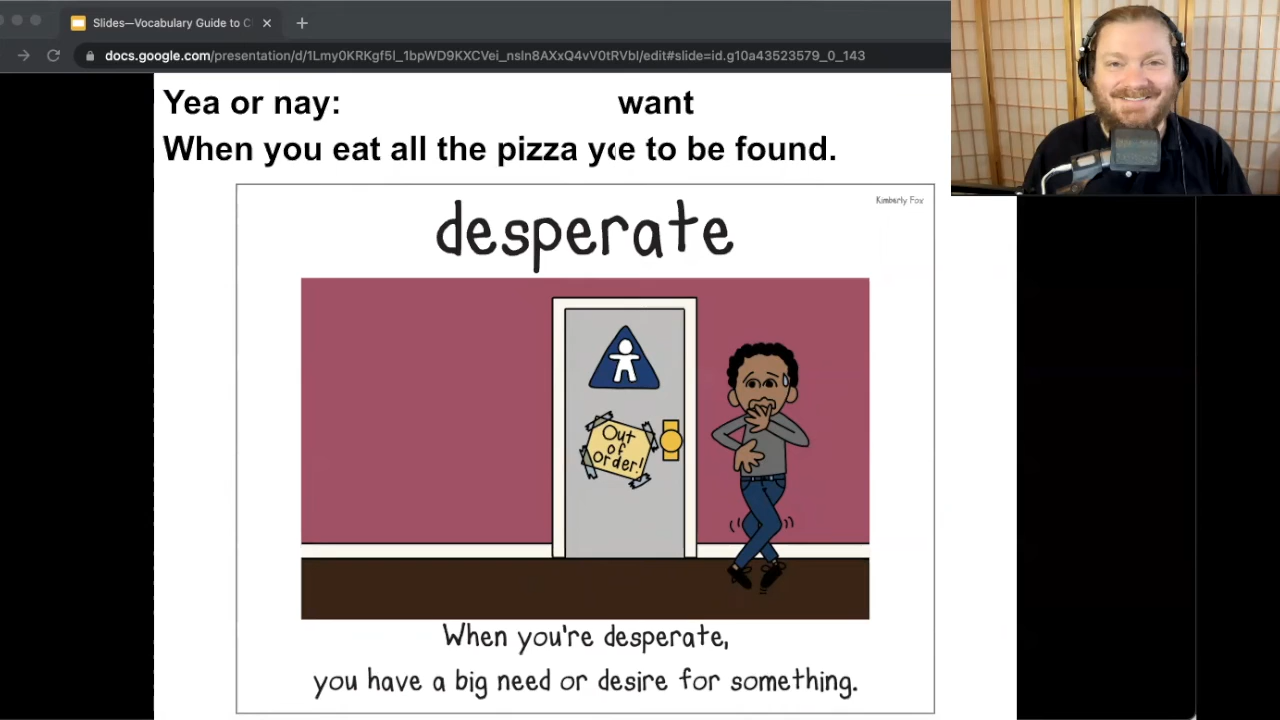 Slides—Vocabulary Guide to C
docs.google.com/presentation/d/1Lmy0KRKgf5I_1bpWD9KXCVei_nsIn8AXxQ4vV0tRVbI/edit#slide=id.g10a43523579_0_143
Yea or nay: want
When you eat all the pizza to be found.
Kimberly Fox
desperate
Out
of
order!
When you're desperate,
you have a big need or desire for something.